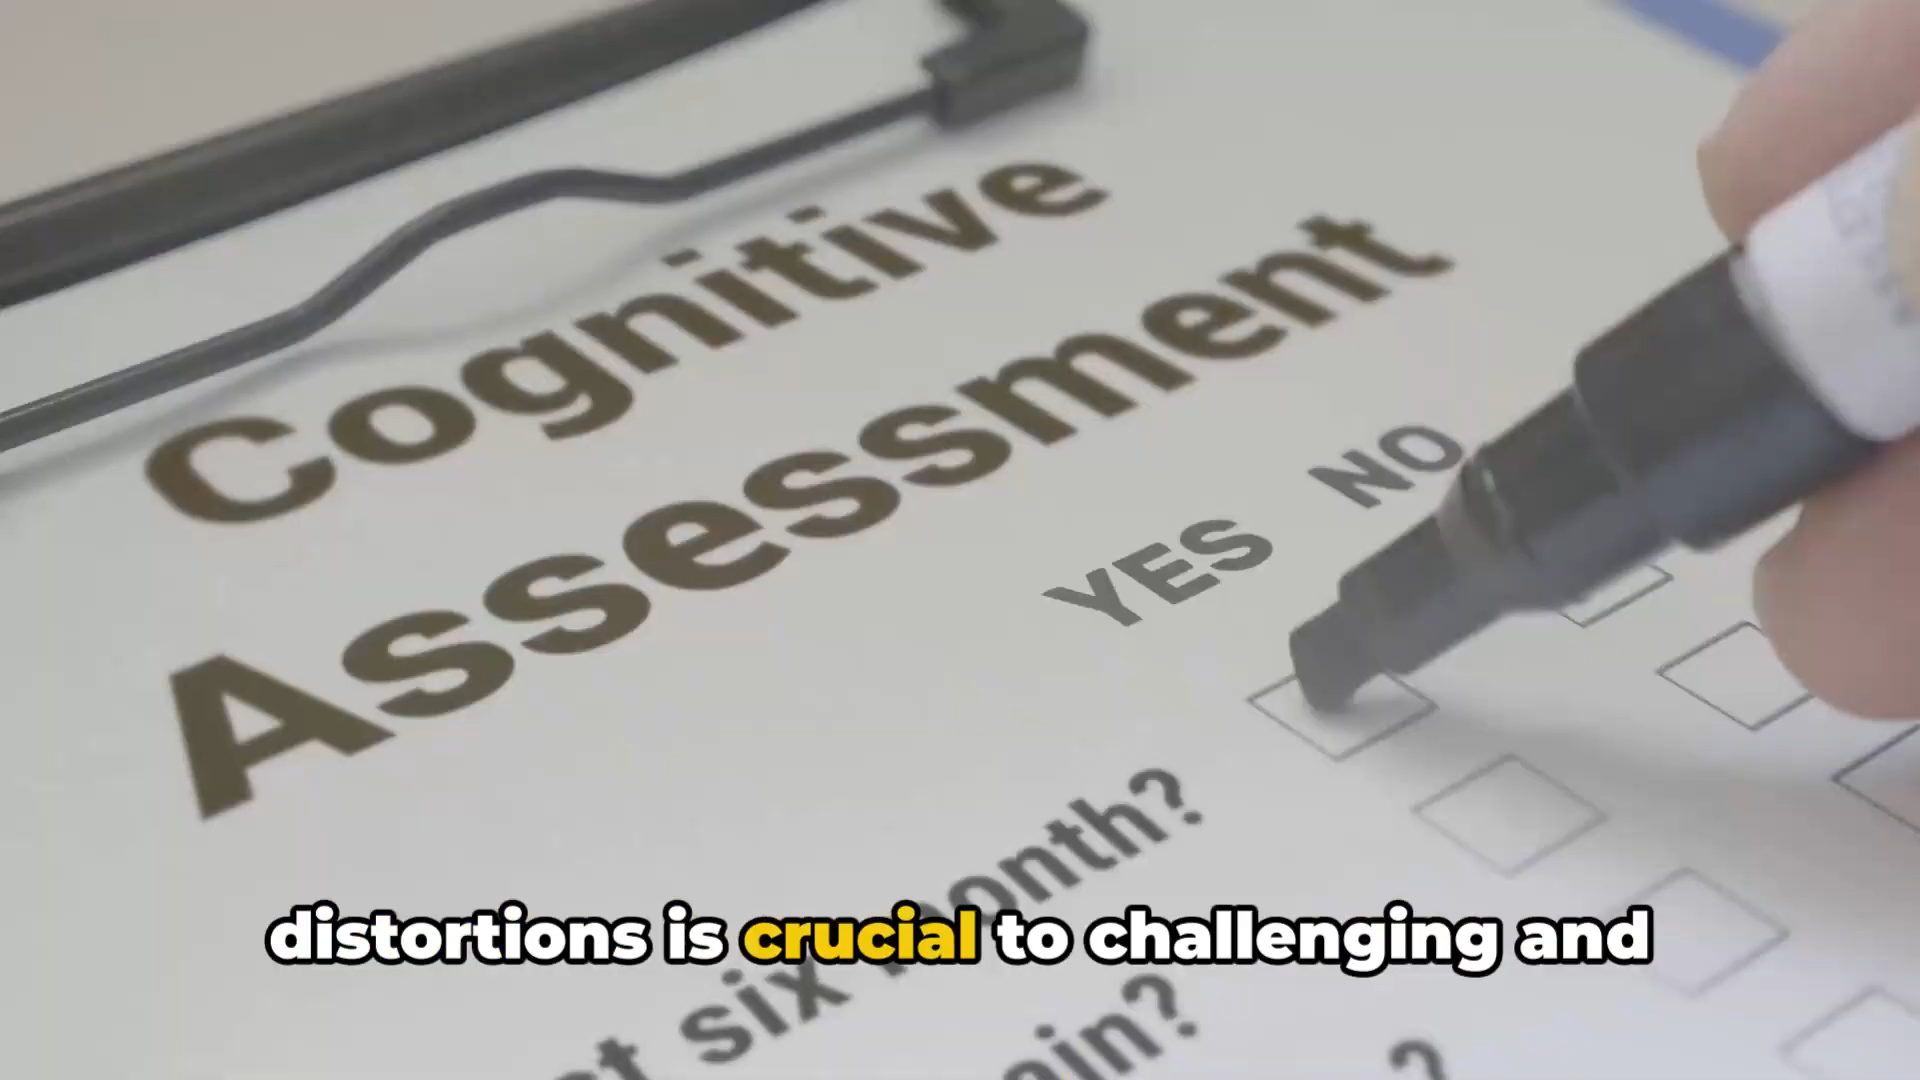 Cognitive
Assessment
YES NO
month?
six
?
distortions is crucial to challenging and